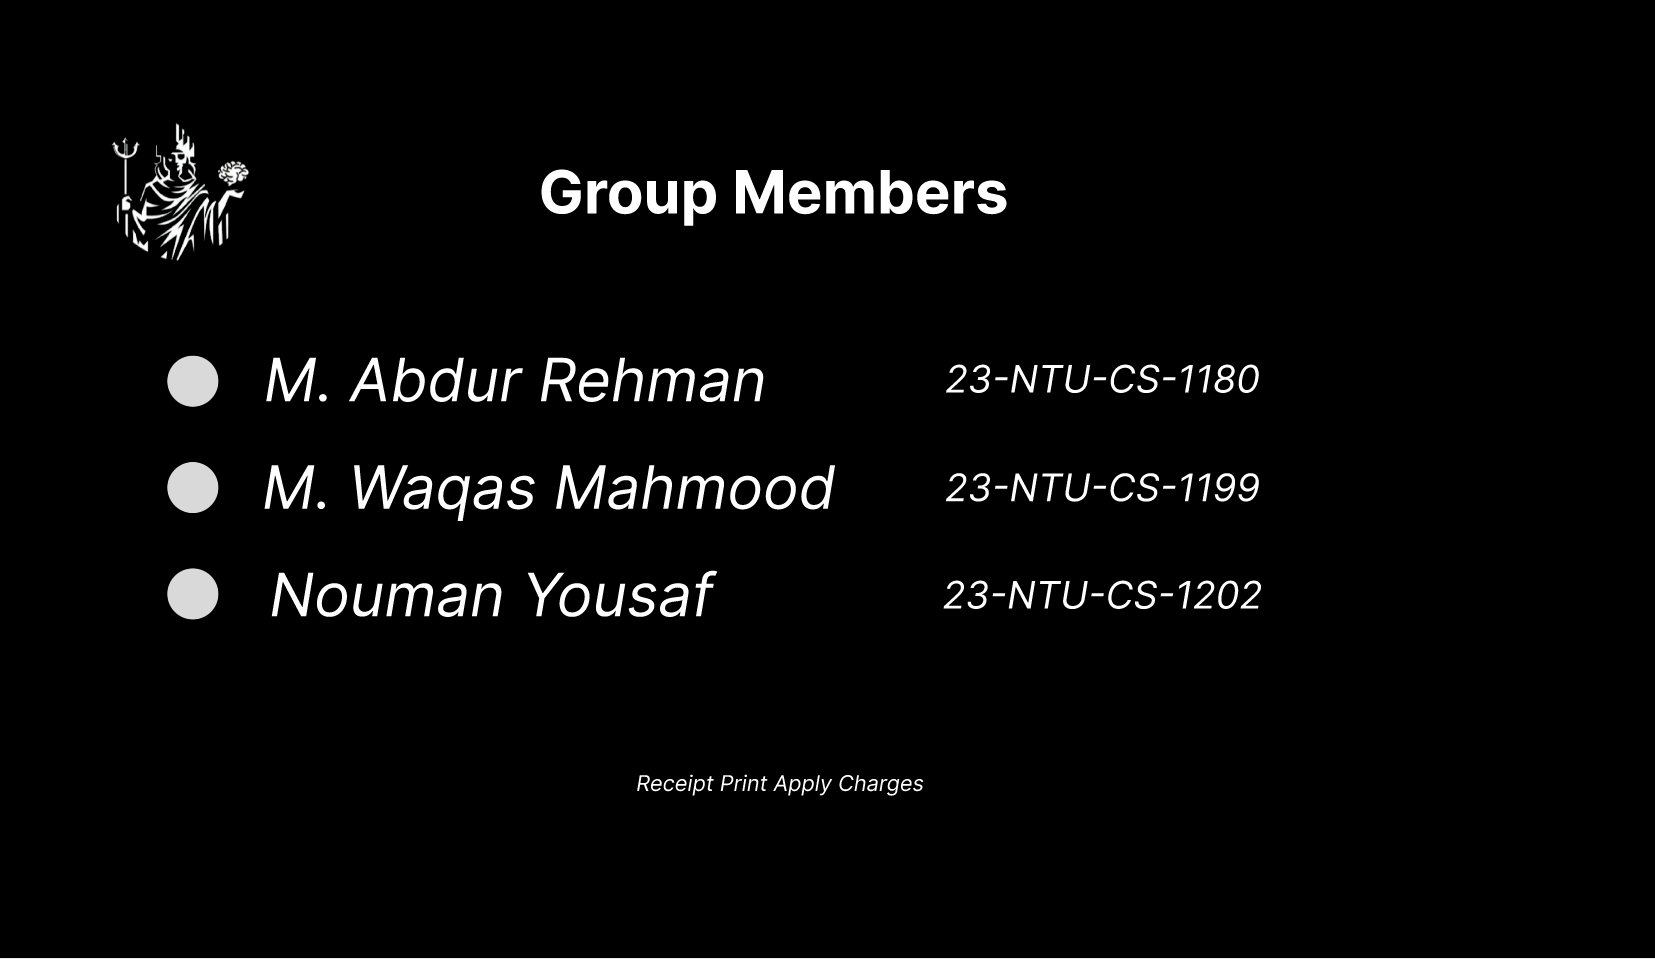 Group Members
M. Abdur Rehman 23-NTU-CS-1180
M. Waqas Mahmood 23-NTU-CS-1199
Nouman Yousaf 23-NTU-CS-1202
Receipt Print Apply Charges